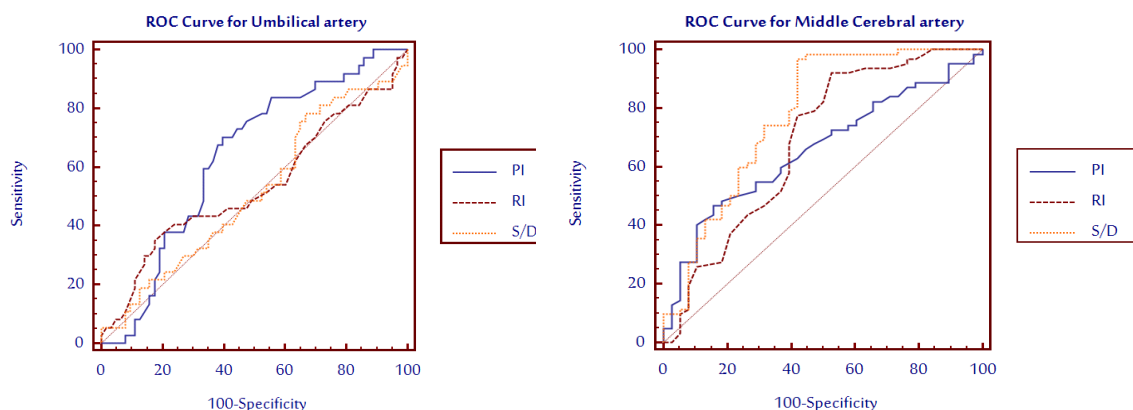 ROC Curve for Umbilical artery
100
80
60
40
20
0
Sensitivity
0 20 40 60 80 100
100-Specificity
PI
RI
S/D
ROC Curve for Middle Cerebral artery
100
80
60
40
20
0
Sensitivity
0 20 40 60 80 100
100-Specificity
PI
RI
S/D